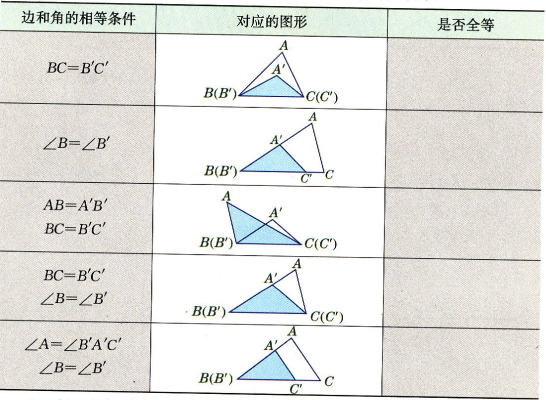 边和角的相等条件 对应的图形 是否全等
A
A′
BC=B′C′
B(B′) C(C′)
A
A′
∠B=∠B′
B(B′) C′ C
A
A′
AB=A′B′
BC=B′C′
B(B′) C(C′)
A
A′
BC=B′C′
∠B=∠B′
B(B′) C(C′)
A
A′
∠A=∠B′A′C′
∠B=∠B′
B(B′) C′ C